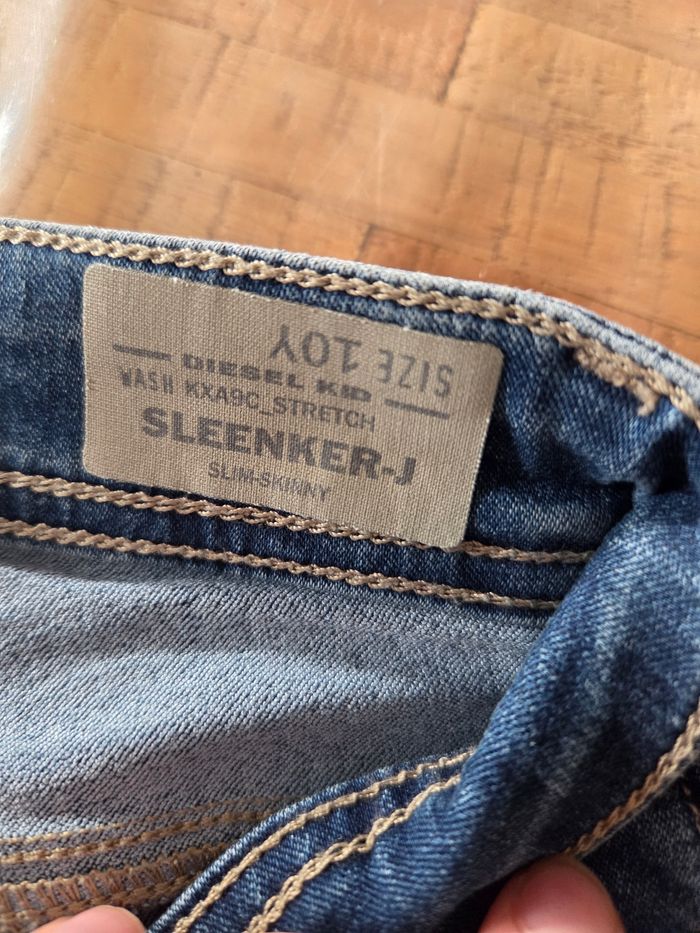 SIZE 10Y
DIESEL KID
WASH KXA9C_STRETCH
SLEENKER-J
SLIM-SKINNY